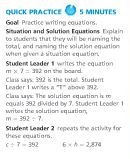 QUICK PRACTICE 5 MINUTES
Goal Practice writing equations.
Situation and Solution Equations Explain
to students that they will be naming the
total, and naming the solution equation
when given a situation equation.
Student Leader 1 writes the equation
m × 7 = 392 on the board.
Class says: 392 is the total. Student
Leader 1 writes a "T" above 392.
Class says: The solution equation is m
equals 392 divided by 7. Student Leader 1
writes the solution equation,
m = 392 ÷ 7.
Student Leader 2 repeats the activity for
these equations.
c ÷ 7 = 392 6 × h = 2,874